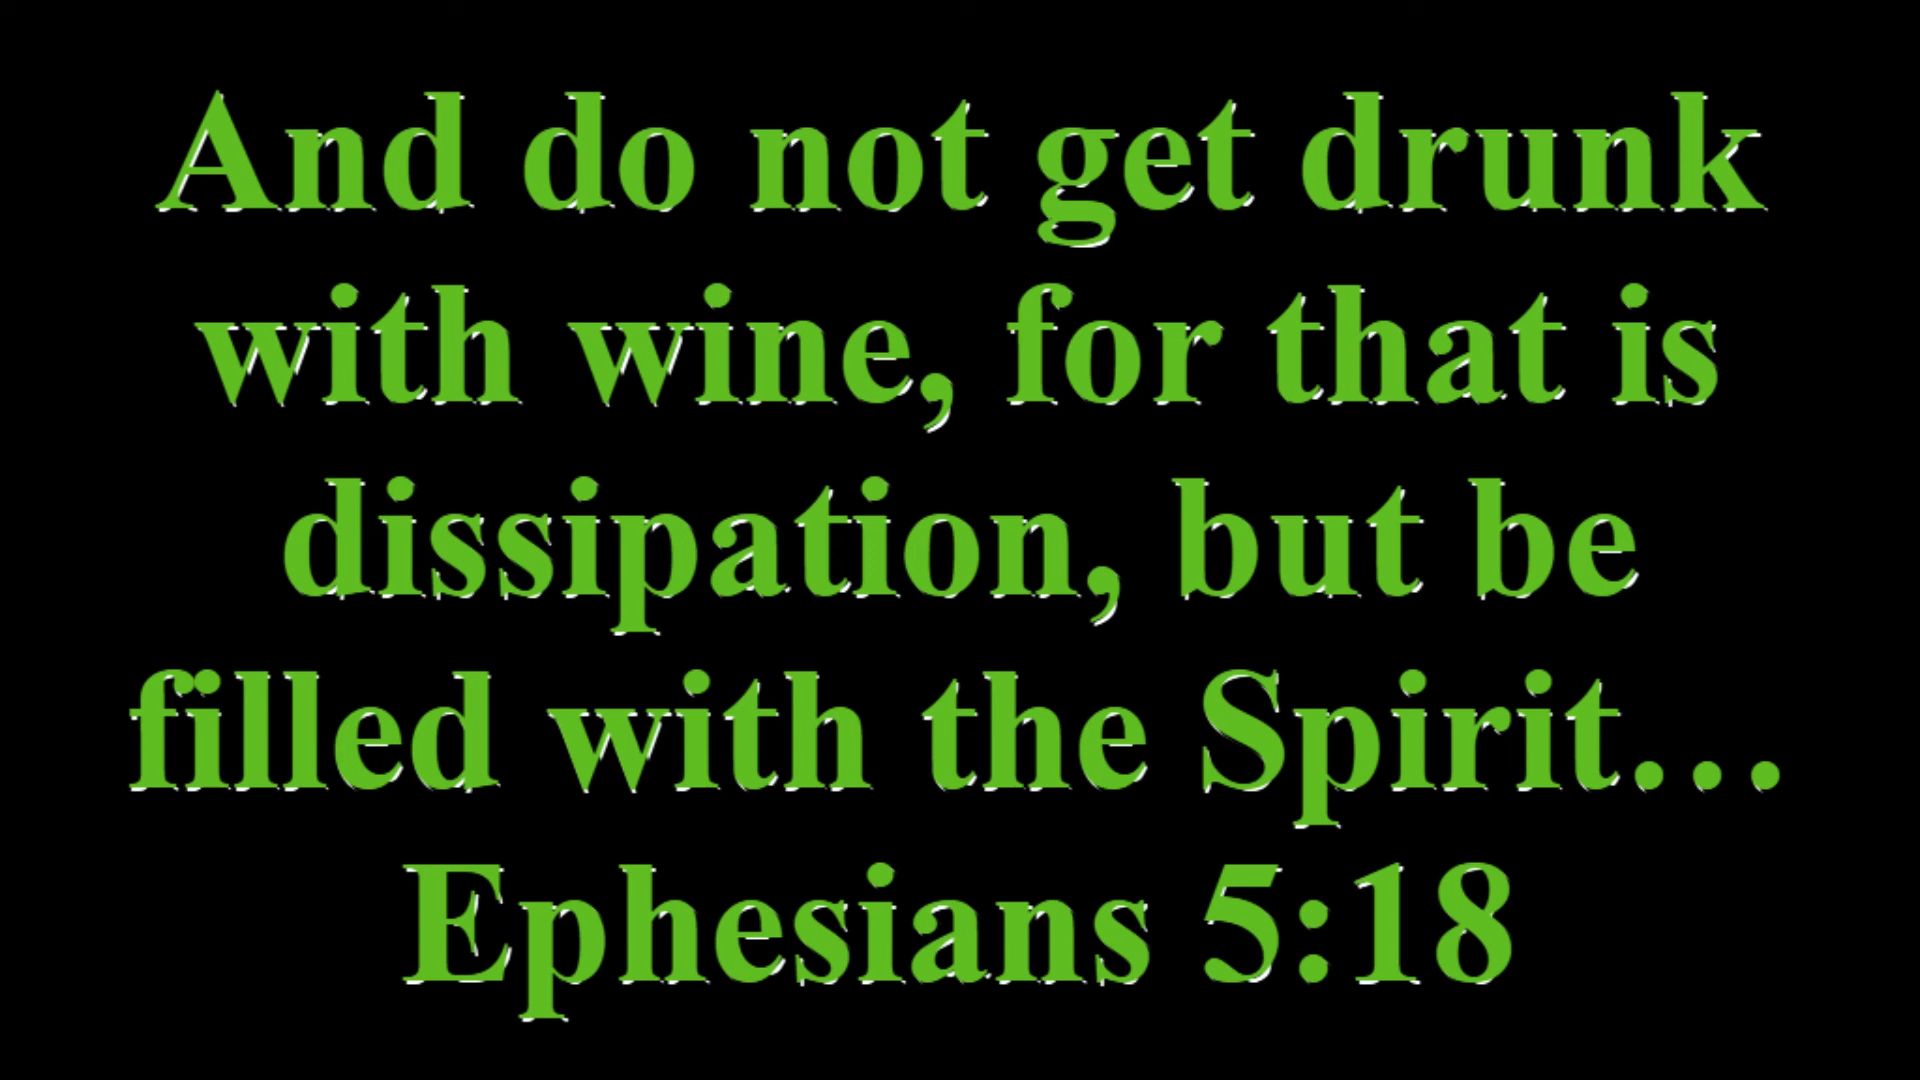 And do not get drunk
with wine, for that is
dissipation, but be
filled with the Spirit…
Ephesians 5:18